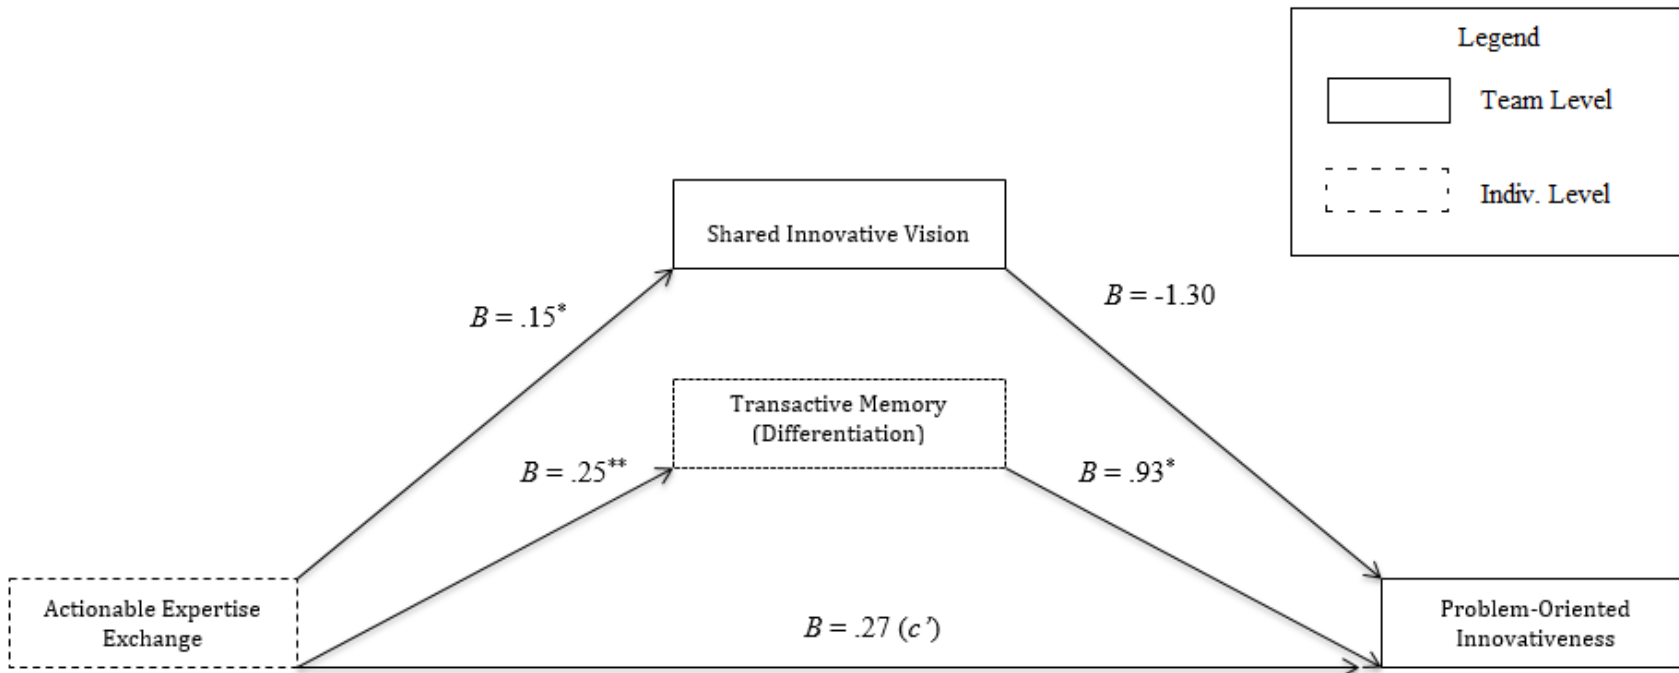 Legend
Team Level
Indiv. Level
Shared Innovative Vision
B = .15*
B = -1.30
Transactive Memory
(Differentiation)
B = .25**
B = .93*
Actionable Expertise
Exchange
B = .27 (c’)
Problem-Oriented
Innovativeness